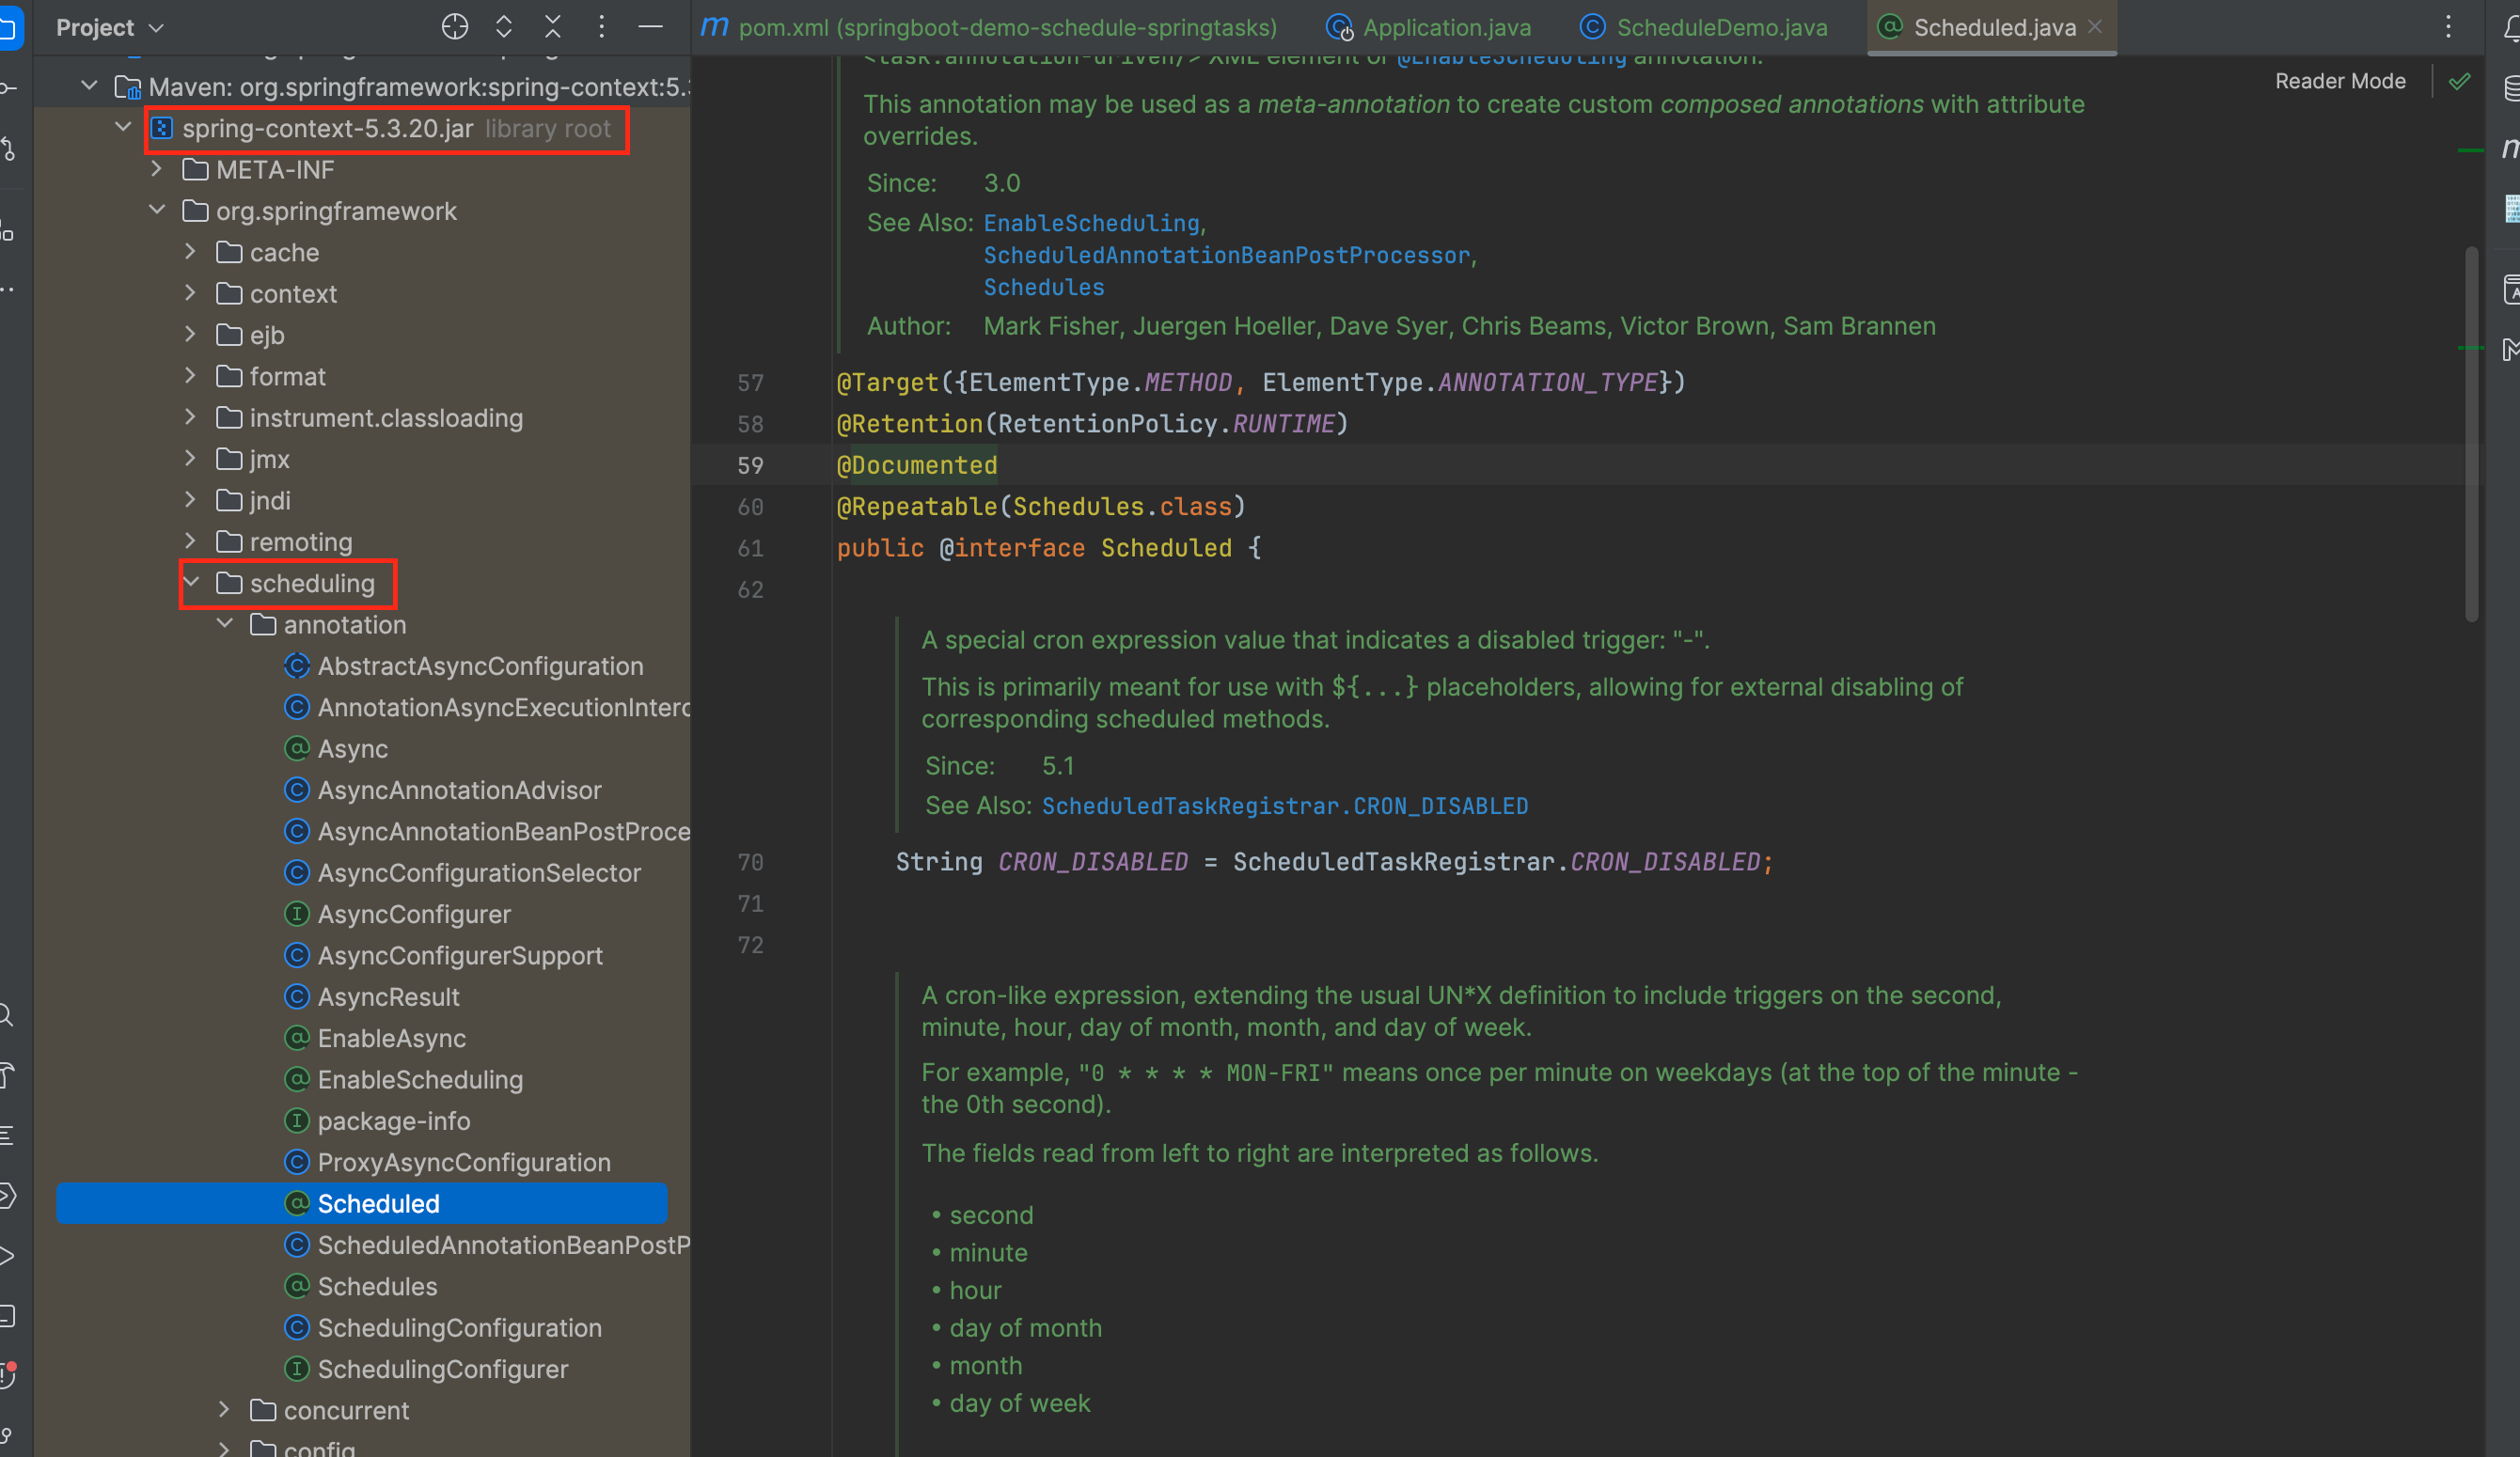 Project
Maven: org.springframework:spring-context:5.3
spring-context-5.3.20.jar library root
META-INF
org.springframework
cache
context
ejb
format
instrument.classloading
jmx
jndi
remoting
scheduling
annotation
AbstractAsyncConfiguration
AnnotationAsyncExecutionInterc
Async
AsyncAnnotationAdvisor
AsyncAnnotationBeanPostProce
AsyncConfigurationSelector
AsyncConfigurer
AsyncConfigurerSupport
AsyncResult
EnableAsync
EnableScheduling
package-info
ProxyAsyncConfiguration
Scheduled
ScheduledAnnotationBeanPostP
Schedules
SchedulingConfiguration
SchedulingConfigurer
concurrent
config
pom.xml (springboot-demo-schedule-springtasks) Application.java ScheduleDemo.java Scheduled.java
Reader Mode
<task:annotation-driven/> XML element or @EnableScheduling annotation.
This annotation may be used as a meta-annotation to create custom composed annotations with attribute
overrides.
Since: 3.0
See Also: EnableScheduling,
ScheduledAnnotationBeanPostProcessor,
Schedules
Author: Mark Fisher, Juergen Hoeller, Dave Syer, Chris Beams, Victor Brown, Sam Brannen
57 @Target({ElementType.METHOD, ElementType.ANNOTATION_TYPE})
58 @Retention(RetentionPolicy.RUNTIME)
59 @Documented
60 @Repeatable(Schedules.class)
61 public @interface Scheduled {
62
A special cron expression value that indicates a disabled trigger: "-".
This is primarily meant for use with ${...} placeholders, allowing for external disabling of
corresponding scheduled methods.
Since: 5.1
See Also: ScheduledTaskRegistrar.CRON_DISABLED
70 String CRON_DISABLED = ScheduledTaskRegistrar.CRON_DISABLED;
71
72
A cron-like expression, extending the usual UN*X definition to include triggers on the second,
minute, hour, day of month, month, and day of week.
For example, "0 * * * * MON-FRI" means once per minute on weekdays (at the top of the minute -
the 0th second).
The fields read from left to right are interpreted as follows.
• second
• minute
• hour
• day of month
• month
• day of week